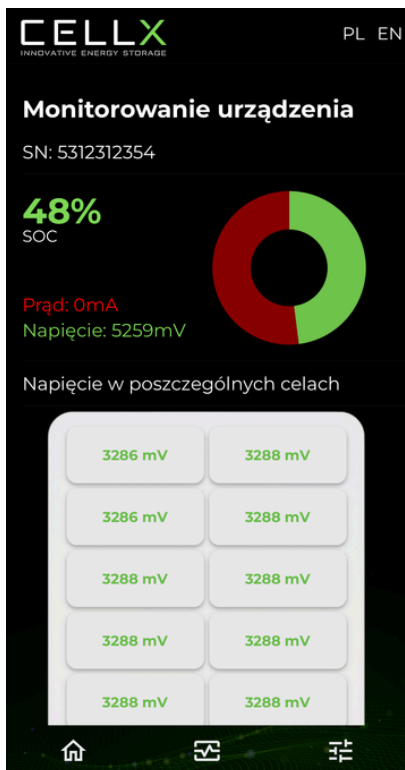 CELLX
PL EN
INNOVATIVE ENERGY STORAGE
Monitorowanie urządzenia
SN: 5312312354
48%
SOC
Prąd: 0mA
Napięcie: 5259mV
Napięcie w poszczególnych celach
3286 mV 3288 mV
3286 mV 3288 mV
3288 mV 3288 mV
3288 mV 3288 mV
3288 mV 3288 mV